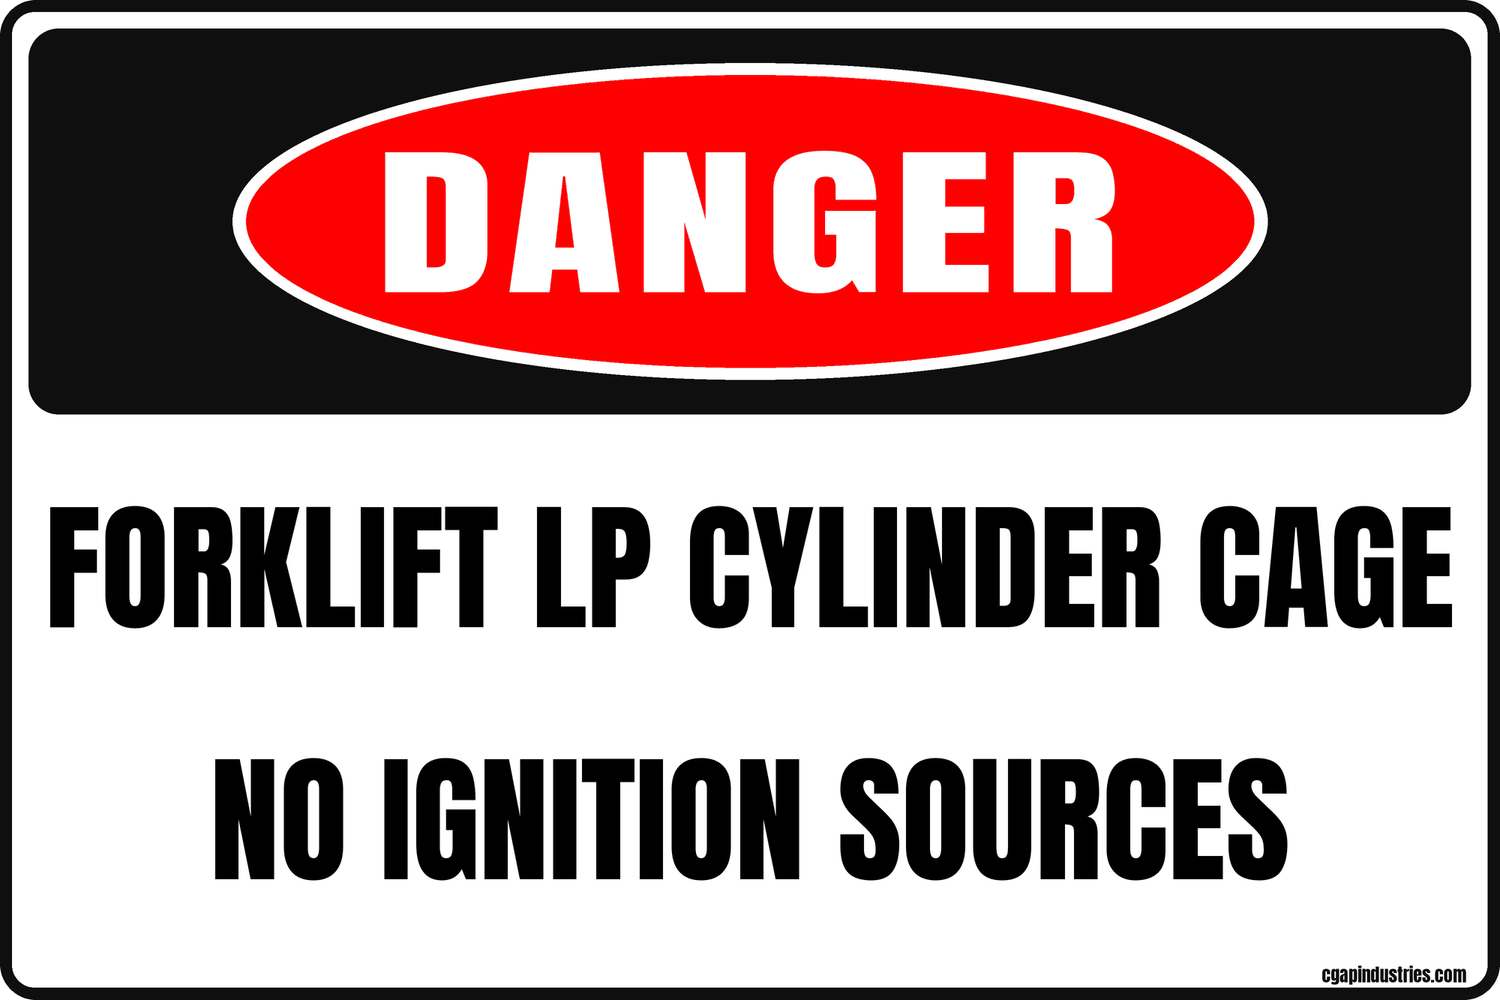 DANGER
FORKLIFT LP CYLINDER CAGE
NO IGNITION SOURCES
cgapindustries.com